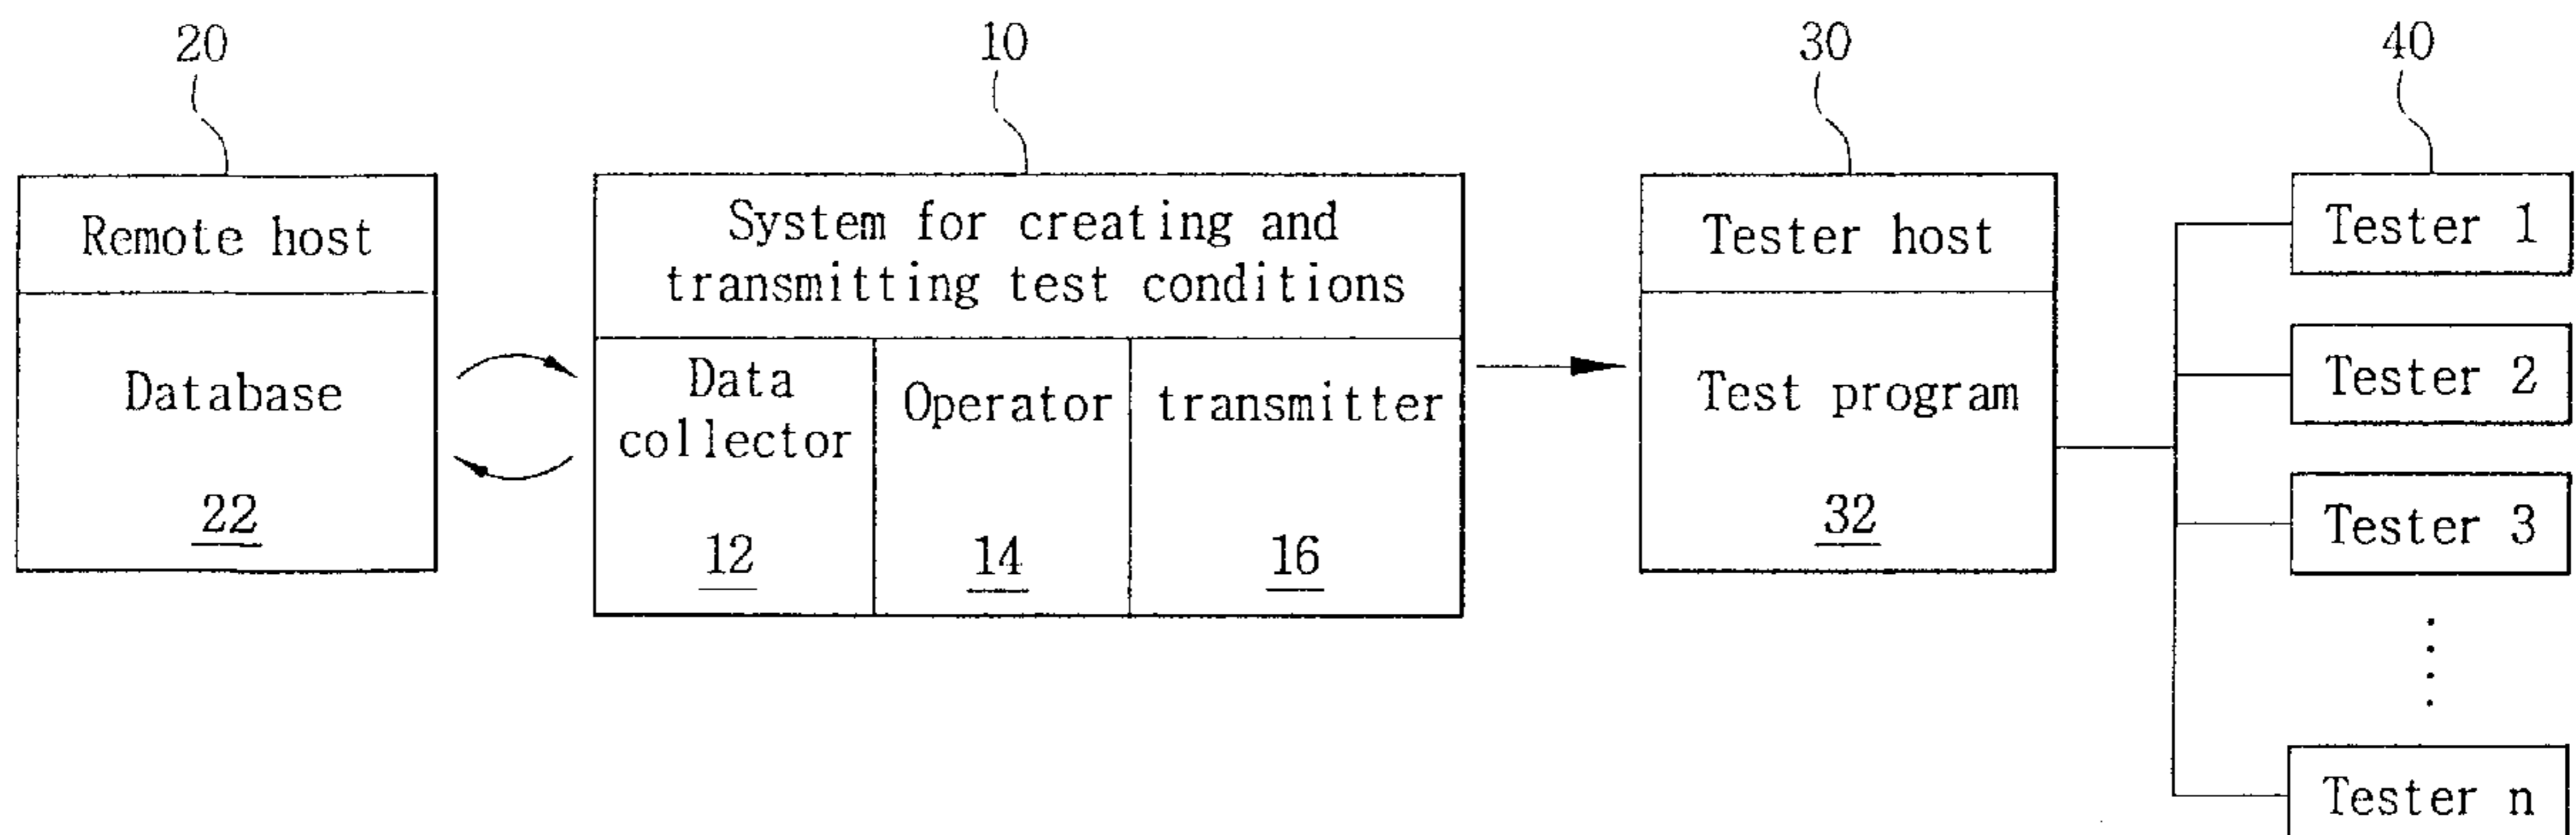 20
10
30
40
Remote host
Database
22
System for creating and
transmitting test conditions
Data
collector
12
Operator
14
transmitter
16
Tester host
Test program
32
Tester 1
Tester 2
Tester 3
Tester n